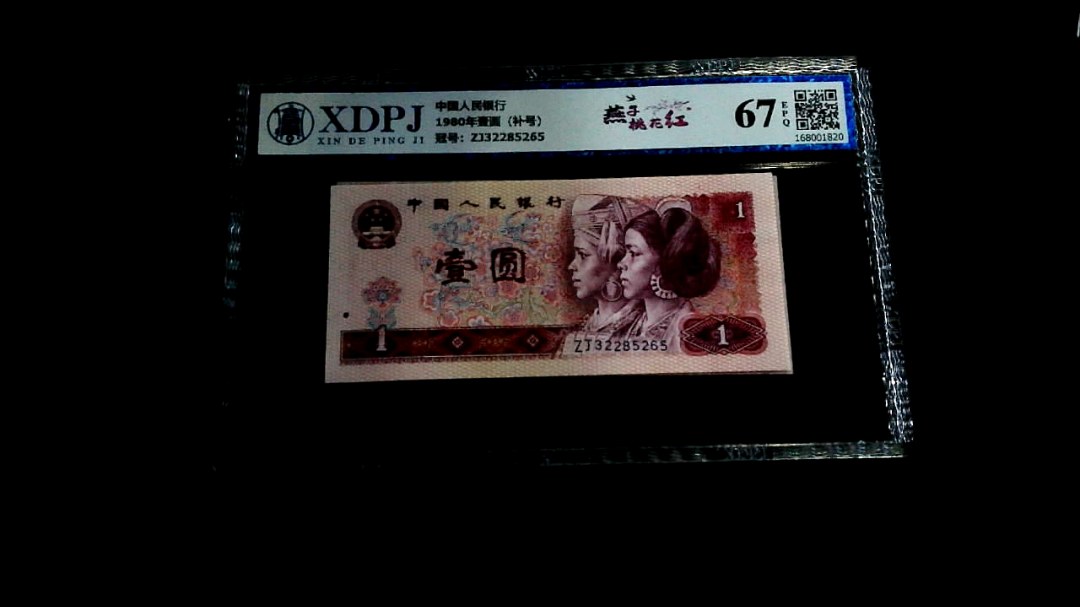 XDPJ
XIN DE PING JI
中国人民银行
1980年壹圆（补号）
冠号：ZJ32285265
燕子
桃花红
67
EPQ
168001820
中国人民银行
1
壹圆
1
1
ZJ32285265